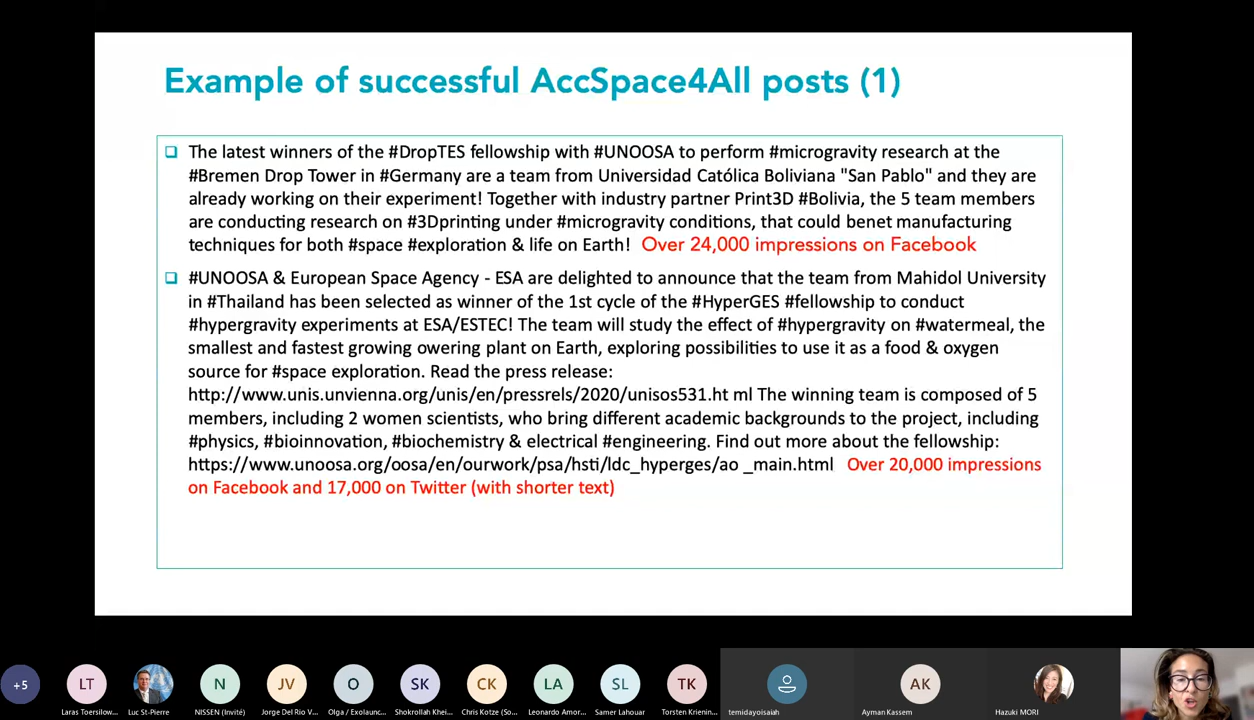 Example of successful AccSpace4All posts (1)
The latest winners of the #DropTES fellowship with #UNOOSA to perform #microgravity research at the
#Bremen Drop Tower in #Germany are a team from Universidad Católica Boliviana "San Pablo" and they are
already working on their experiment! Together with industry partner Print3D #Bolivia, the 5 team members
are conducting research on #3Dprinting under #microgravity conditions, that could benet manufacturing
techniques for both #space #exploration & life on Earth! Over 24,000 impressions on Facebook
#UNOOSA & European Space Agency - ESA are delighted to announce that the team from Mahidol University
in #Thailand has been selected as winner of the 1st cycle of the #HyperGES #fellowship to conduct
#hypergravity experiments at ESA/ESTEC! The team will study the effect of #hypergravity on #watermeal, the
smallest and fastest growing owering plant on Earth, exploring possibilities to use it as a food & oxygen
source for #space exploration. Read the press release:
http://www.unis.unvienna.org/unis/en/pressrels/2020/unisos531.ht ml The winning team is composed of 5
members, including 2 women scientists, who bring different academic backgrounds to the project, including
#physics, #bioinnovation, #biochemistry & electrical #engineering. Find out more about the fellowship:
https://www.unoosa.org/oosa/en/ourwork/psa/hsti/ldc_hyperges/ao _main.html Over 20,000 impressions
on Facebook and 17,000 on Twitter (with shorter text)
+5 LT N JV O SK CK LA SL TK AK
Laras Toersilow... Luc St-Pierre NISSEN (Invité) Jorge Del Rio V... Olga / Exolaunc... Shokrollah Khei... Chris Kotze (So... Leonardo Amor... Samer Lahouar Torsten Krienin... temidayoisaiah Ayman Kassem Hazuki MORI